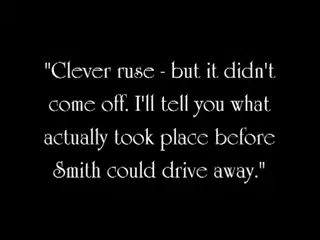 "Clever ruse - but it didn't
come off. I'll tell you what
actually took place before
Smith could drive away."